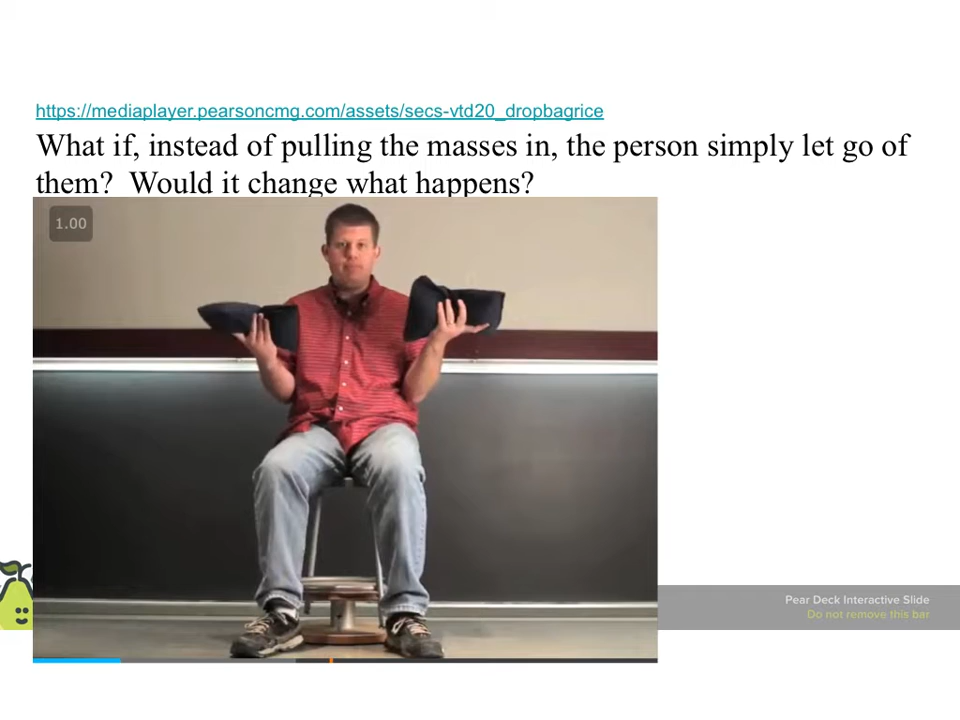 https://mediaplayer.pearsoncmg.com/assets/secs-vtd20_dropbagrice
What if, instead of pulling the masses in, the person simply let go of
them?  Would it change what happens?
1.00
Pear Deck Interactive Slide
Do not remove this bar